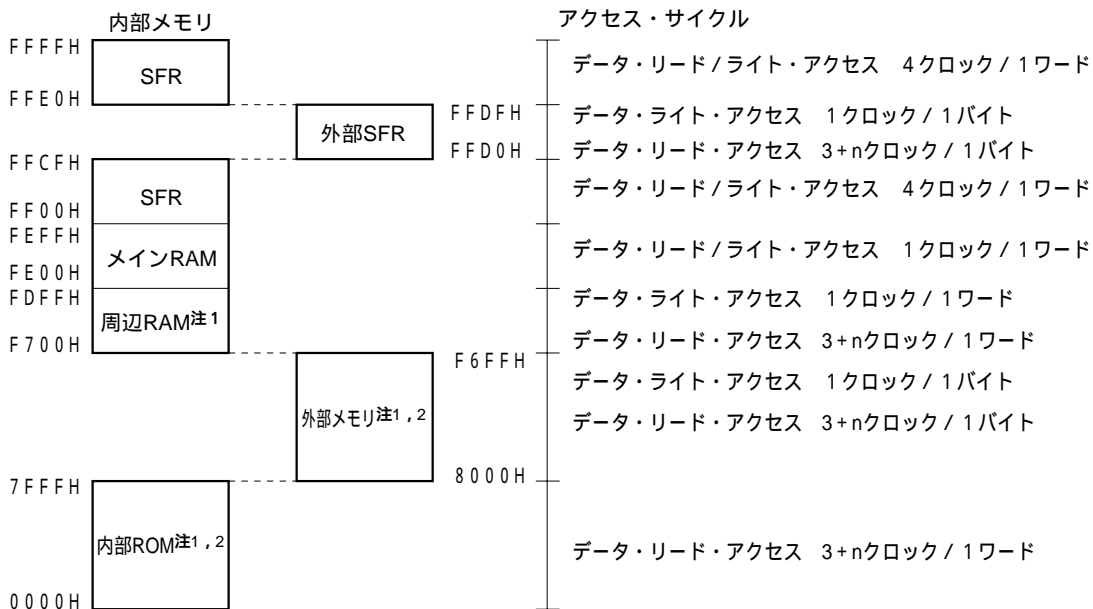 内部メモリ
アクセス・サイクル
FFFFH
SFR
データ・リード/ライト・アクセス 4クロック/1ワード
FFE0H
FFDFH
データ・ライト・アクセス 1クロック/1バイト
外部SFR
FFD0H
データ・リード・アクセス 3+nクロック/1バイト
FFCFH
SFR
データ・リード/ライト・アクセス 4クロック/1ワード
FF00H
FEFFH
メインRAM
データ・リード/ライト・アクセス 1クロック/1ワード
FE00H
FDFFH
データ・ライト・アクセス 1クロック/1ワード
周辺RAM注1
データ・リード・アクセス 3+nクロック/1ワード
F700H
F6FFH
データ・ライト・アクセス 1クロック/1バイト
外部メモリ注1,2
データ・リード・アクセス 3+nクロック/1バイト
8000H
7FFFH
内部ROM注1,2
データ・リード・アクセス 3+nクロック/1ワード
0000H